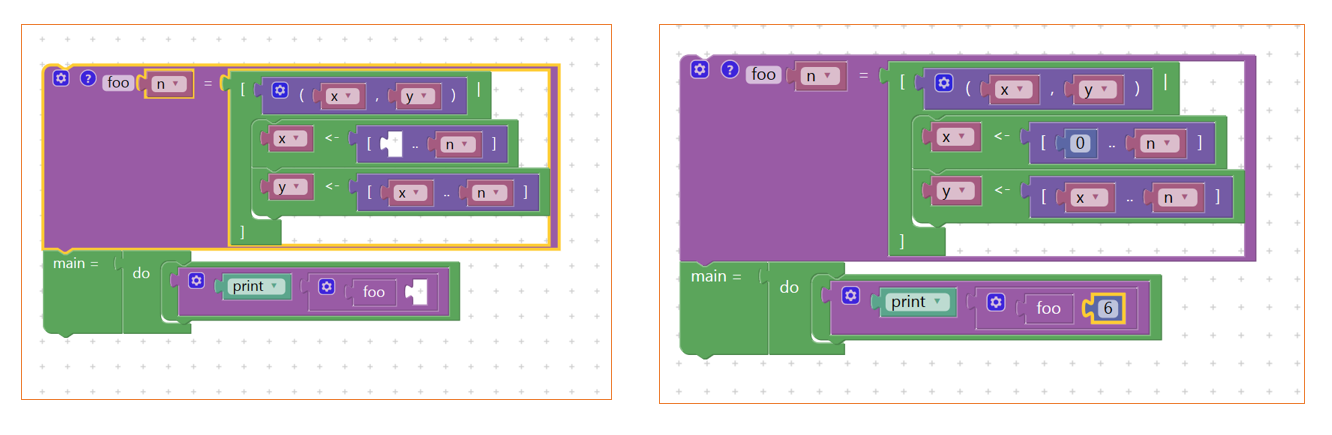 ? foo n ▾ = [ ( x ▾ , y ▾ ) |
x ▾ <- [ .. n ▾ ]
y ▾ <- [ x ▾ .. n ▾ ]
]
main = do print ▾ foo
? foo n ▾ = [ ( x ▾ , y ▾ ) |
x ▾ <- [ 0 .. n ▾ ]
y ▾ <- [ x ▾ .. n ▾ ]
]
main = do print ▾ foo 6